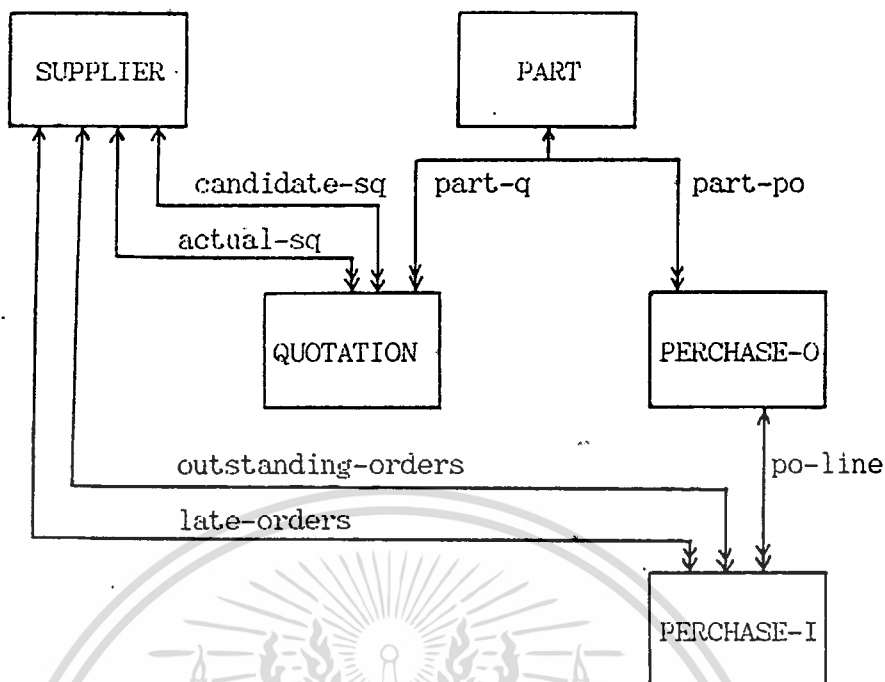 SUPPLIER
PART
candidate-sq
part-q
part-po
actual-sq
QUOTATION
PERCHASE-O
outstanding-orders
po-line
late-orders
PERCHASE-I